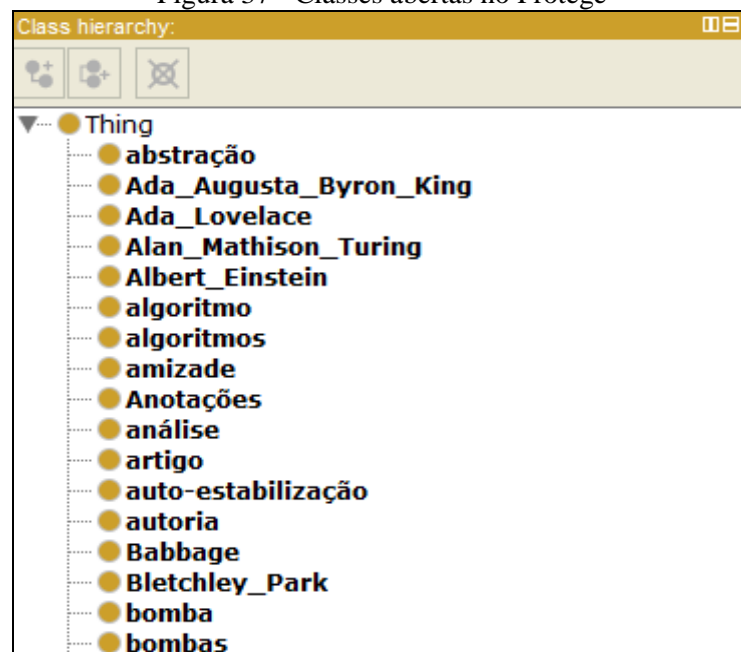 Figura 37 - Classes abertas no Protégé
Class hierarchy:
Thing
abstração
Ada_Augusta_Byron_King
Ada_Lovelace
Alan_Mathison_Turing
Albert_Einstein
algoritmo
algoritmos
amizade
Anotações
análise
artigo
auto-estabilização
autoria
Babbage
Bletchley_Park
bomba
bombas